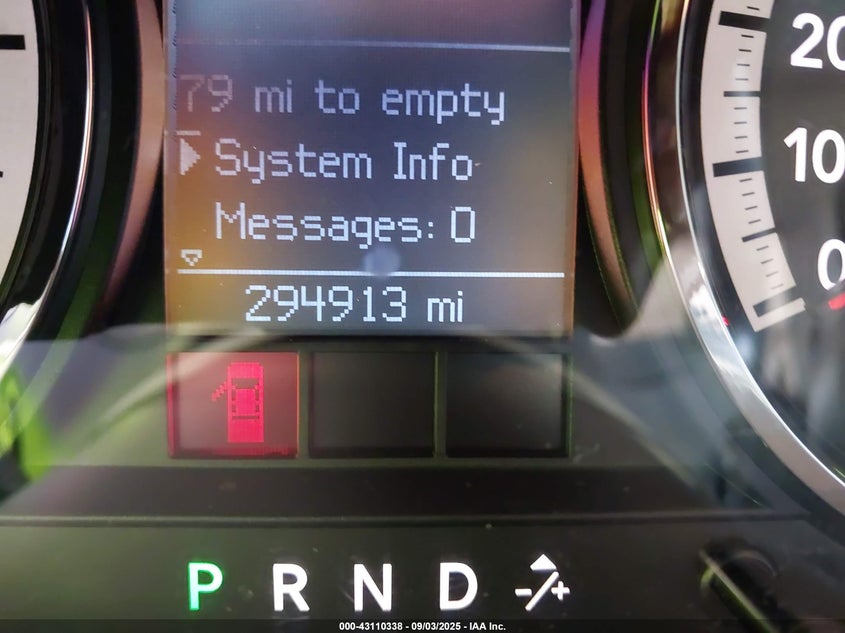 79 mi to empty
System Info
Messages: 0
294913 mi
20
10
0
P R N D -/+
000-43110338 - 09/03/2025 - IAA Inc.